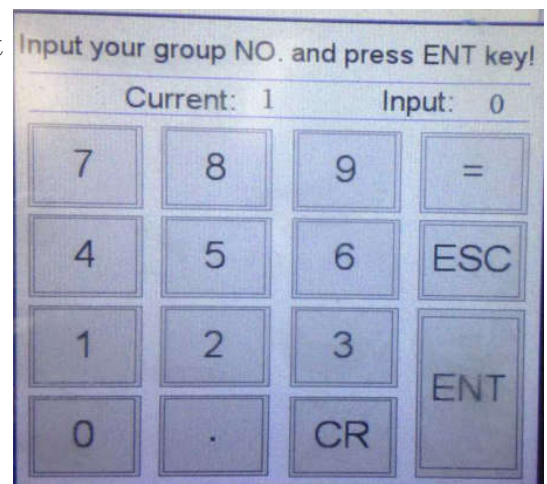 Input your group NO. and press ENT key!
Current: 1 Input: 0
7 8 9 =
4 5 6 ESC
1 2 3
ENT
0 . CR